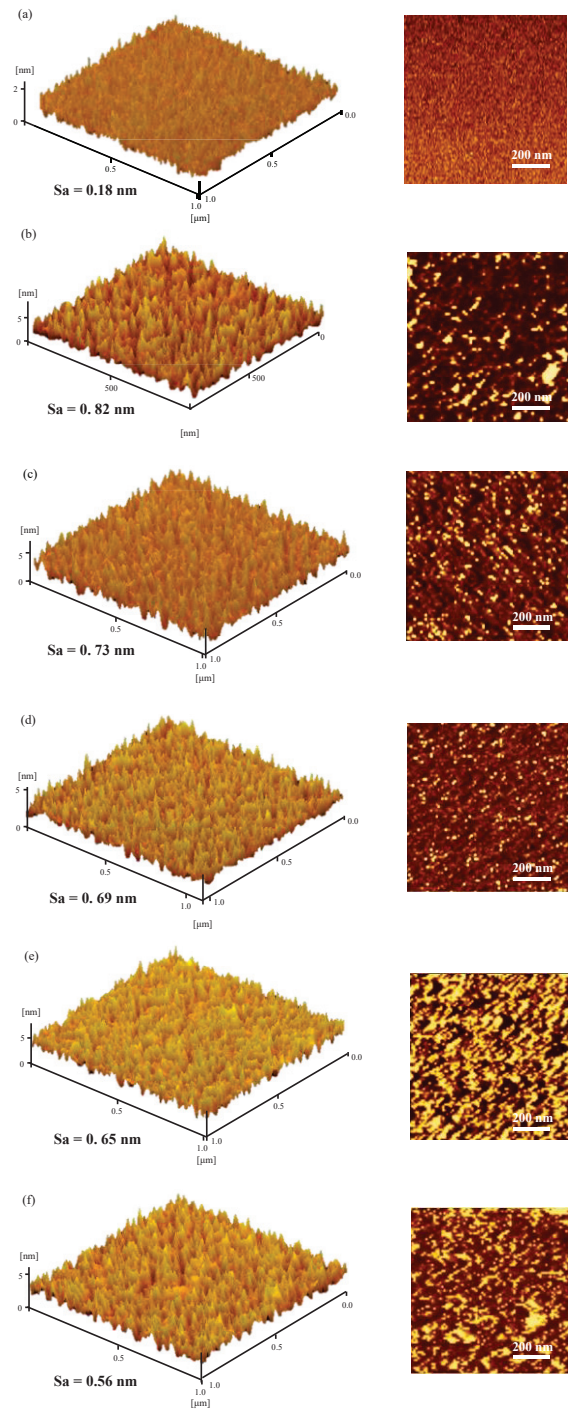 (a)
[nm]
2
0
0.0
0.5
0.5
1.0
1.0
[μm]
Sa = 0.18 nm
200 nm
(b)
[nm]
5
0
0
500
500
[nm]
Sa = 0. 82 nm
200 nm
(c)
[nm]
5
0
0.0
0.5
0.5
1.0
1.0
[μm]
Sa = 0. 73 nm
200 nm
(d)
[nm]
5
0
0.0
0.5
0.5
1.0
1.0
[μm]
Sa = 0. 69 nm
200 nm
(e)
[nm]
5
0
0.0
0.5
0.5
1.0
1.0
[μm]
Sa = 0. 65 nm
200 nm
(f)
[nm]
5
0
0.0
0.5
0.5
1.0
1.0
[μm]
Sa = 0.56 nm
200 nm